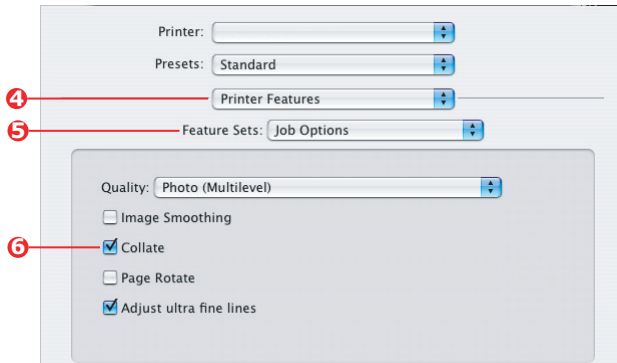 Printer:
Presets: Standard
4 Printer Features
5 Feature Sets: Job Options
Quality: Photo (Multilevel)
Image Smoothing
6 Collate
Page Rotate
Adjust ultra fine lines